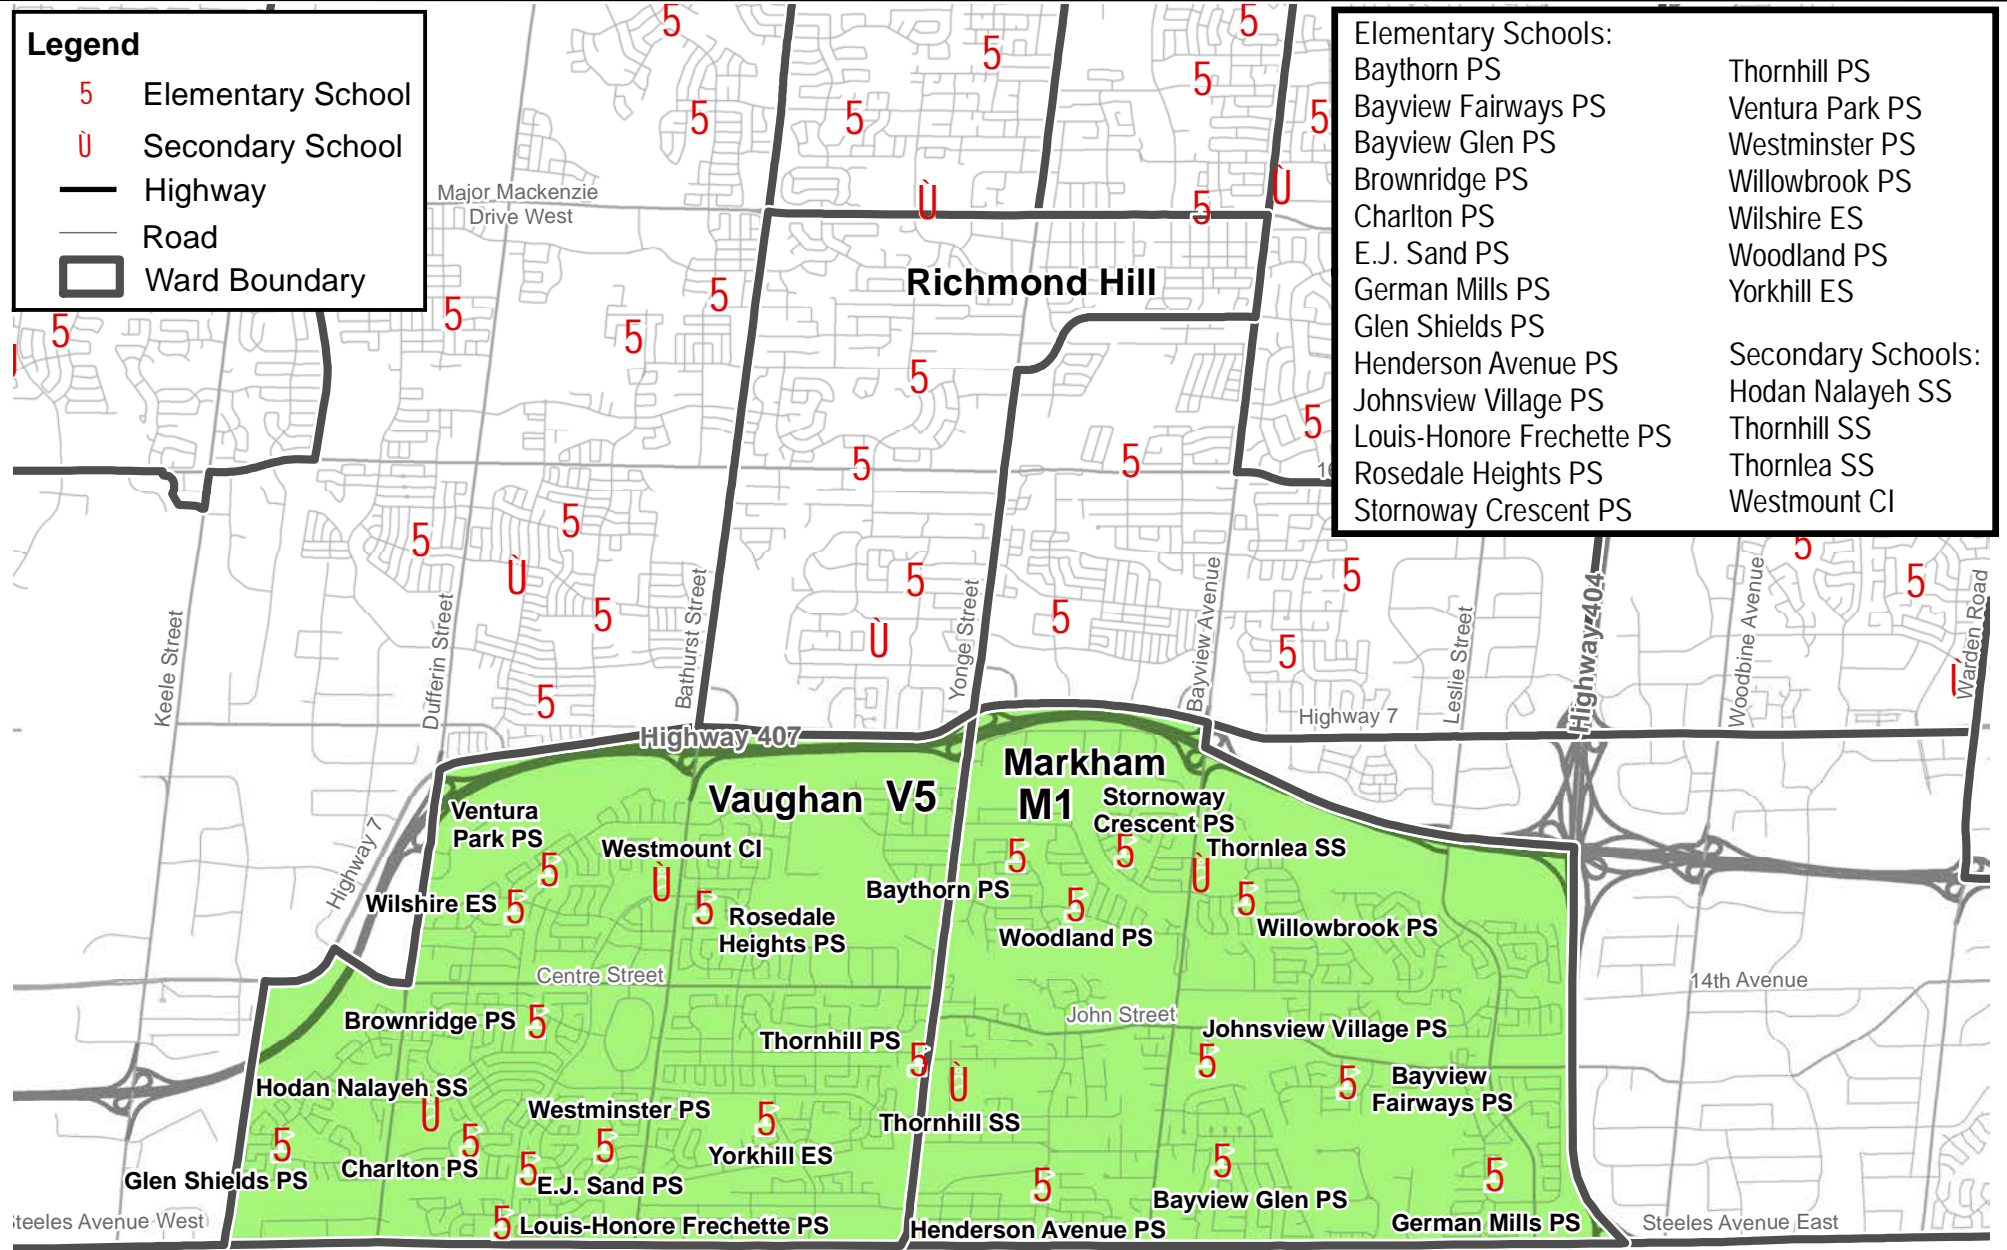 Legend
5 Elementary School
Ù Secondary School
Highway
Road
Ward Boundary
Elementary Schools:
Baythorn PS
Bayview Fairways PS
Bayview Glen PS
Brownridge PS
Charlton PS
E.J. Sand PS
German Mills PS
Glen Shields PS
Henderson Avenue PS
Johnsview Village PS
Louis-Honore Frechette PS
Rosedale Heights PS
Stornoway Crescent PS
Thornhill PS
Ventura Park PS
Westminster PS
Willowbrook PS
Wilshire ES
Woodland PS
Yorkhill ES
Secondary Schools:
Hodan Nalayeh SS
Thornhill SS
Thornlea SS
Westmount CI
Major Mackenzie
Drive West
Richmond Hill
Keele Street
Dufferin Street
Bathurst Street
Yonge Street
Bayview Avenue
Leslie Street
Highway 404
Woodbine Avenue
Warden Road
Highway 7
Highway 407
Highway 7
Vaughan V5
Markham
M1
Ventura
Park PS
Westmount CI
Stornoway
Crescent PS
Thornlea SS
Wilshire ES
Rosedale
Heights PS
Baythorn PS
Woodland PS
Willowbrook PS
Centre Street
14th Avenue
Brownridge PS
Thornhill PS
John Street
Johnsview Village PS
Hodan Nalayeh SS
Westminster PS
Thornhill SS
Bayview
Fairways PS
Glen Shields PS
Charlton PS
E.J. Sand PS
Yorkhill ES
Bayview Glen PS
Steeles Avenue West
Louis-Honore Frechette PS
Henderson Avenue PS
German Mills PS
Steeles Avenue East